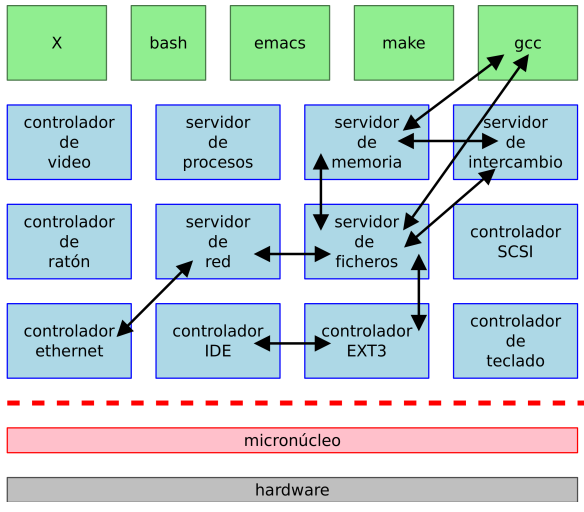 X
bash
emacs
make
gcc
controlador
de
video
servidor
de
procesos
servidor
de
memoria
servidor
de
intercambio
controlador
de
ratón
servidor
de
red
servidor
de
ficheros
controlador
SCSI
controlador
ethernet
controlador
IDE
controlador
EXT3
controlador
de
teclado
micronúcleo
hardware